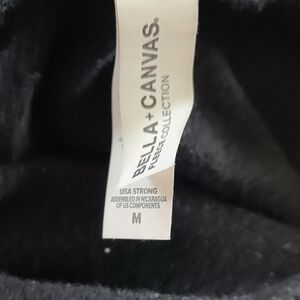 BELLA+CANVAS®
FLEECE COLLECTION
USA STRONG
ASSEMBLED IN NICARAGUA
OF US COMPONENTS
M